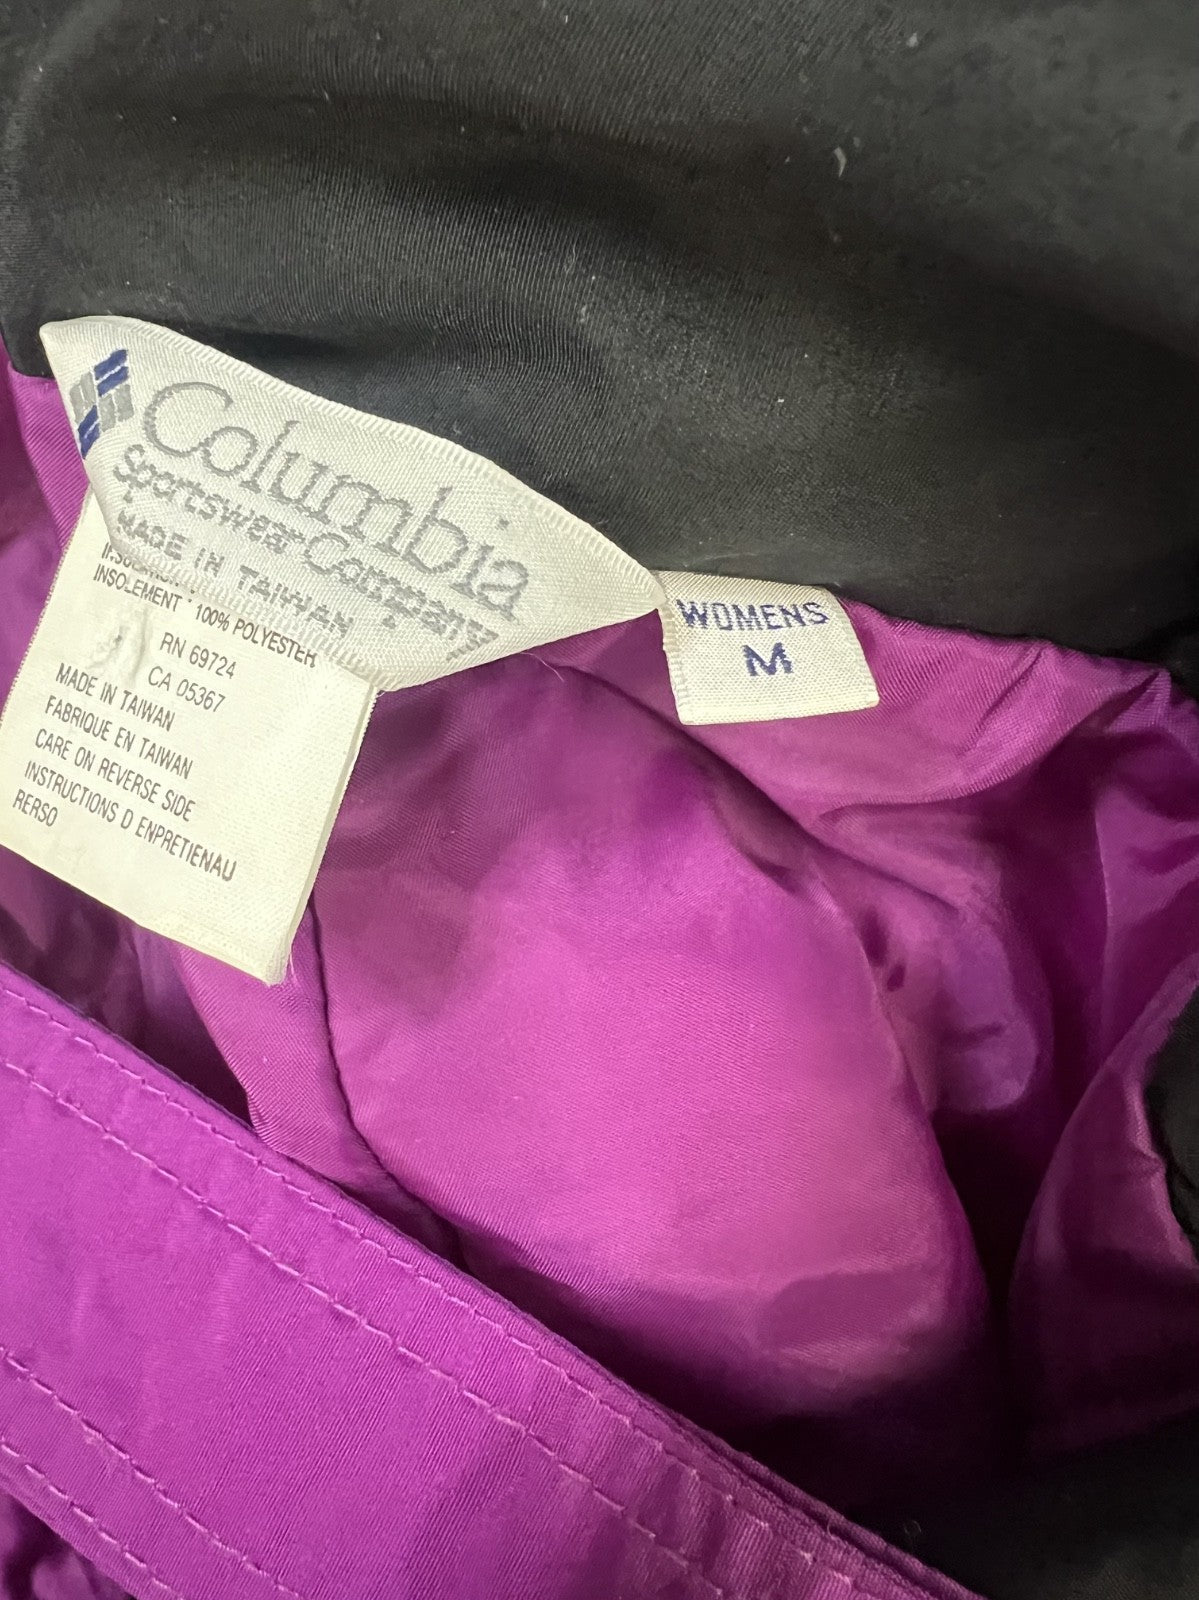 Columbia
Sportswear Company
MADE IN TAIWAN
WOMENS
M
INSOLEMENT 100% POLYESTER
RN 69724
CA 05367
MADE IN TAIWAN
FABRIQUE EN TAIWAN
CARE ON REVERSE SIDE
INSTRUCTIONS D ENPRETIENAU
RERSO